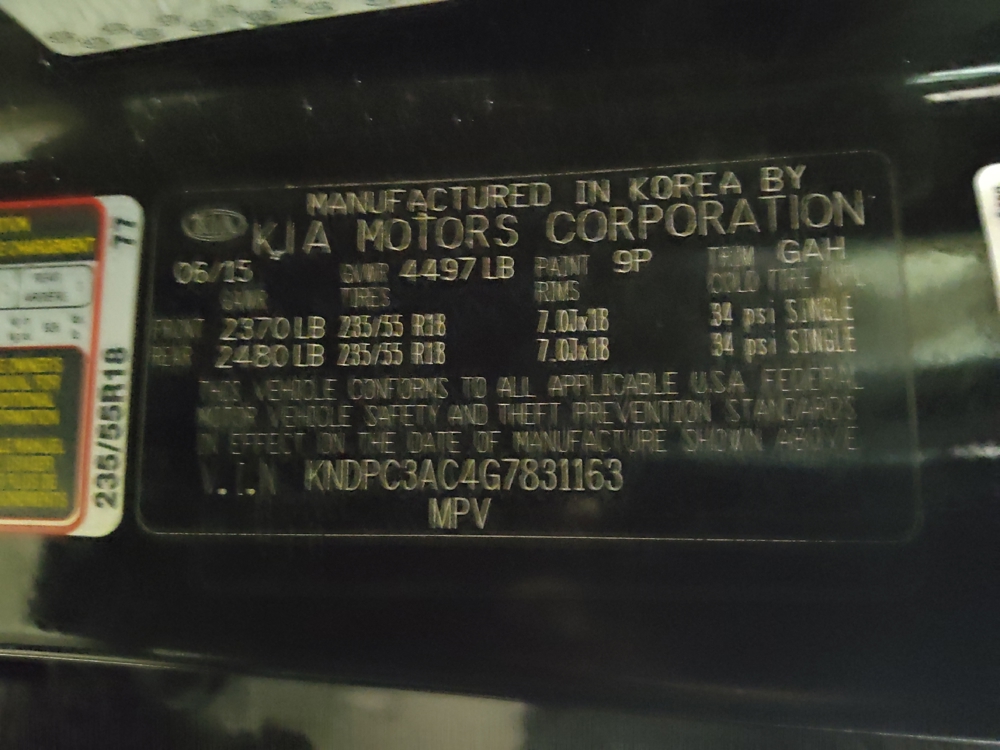 MANUFACTURED IN KOREA BY
KIA KIA MOTORS CORPORATION
06/15 GVWR 4497 LB PAINT 9P TRIM GAH
GAWR TIRES RIMS COLD TIRE INFL
FRONT 2370 LB 235/55 R18 7.0Jx18 34 psi SINGLE
REAR 2480 LB 235/55 R18 7.0Jx18 34 psi SINGLE
THIS VEHICLE CONFORMS TO ALL APPLICABLE U.S.A. FEDERAL
MOTOR VEHICLE SAFETY AND THEFT PREVENTION STANDARDS
IN EFFECT ON THE DATE OF MANUFACTURE SHOWN ABOVE
V.I.N KNDPC3AC4G7831163
MPV
235/55R18 77